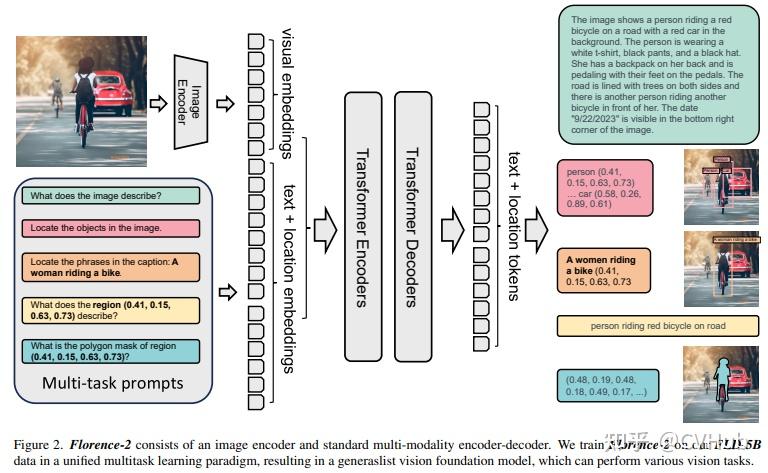 Image
Encoder
visual embeddings
text + location embeddings
What does the image describe?
Locate the objects in the image.
Locate the phrases in the caption: A
woman riding a bike.
What does the region (0.41, 0.15,
0.63, 0.73) describe?
What is the polygon mask of region
(0.41, 0.15, 0.63, 0.73)?
Multi-task prompts
Transformer Encoders
Transformer Decoders
text + location tokens
The image shows a person riding a red
bicycle on a road with a red car in the
background. The person is wearing a
white t-shirt, black pants, and a black hat.
She has a backpack on her back and is
pedaling with their feet on the pedals. The
road is lined with trees on both sides and
there is another person riding another
bicycle in front of her. The date
"9/22/2023" is visible in the bottom right
corner of the image.
person (0.41,
0.15, 0.63, 0.73)
... car (0.58, 0.26,
0.89, 0.61)
A women riding
a bike (0.41,
0.15, 0.63, 0.73
person riding red bicycle on road
(0.48, 0.19, 0.48,
0.18, 0.49, 0.17, ...)
Figure 2. Florence-2 consists of an image encoder and standard multi-modality encoder-decoder. We train Florence-2 on our FLD-5B
data in a unified multitask learning paradigm, resulting in a generaslist vision foundation model, which can perform various vision tasks.
知乎 @CVHub